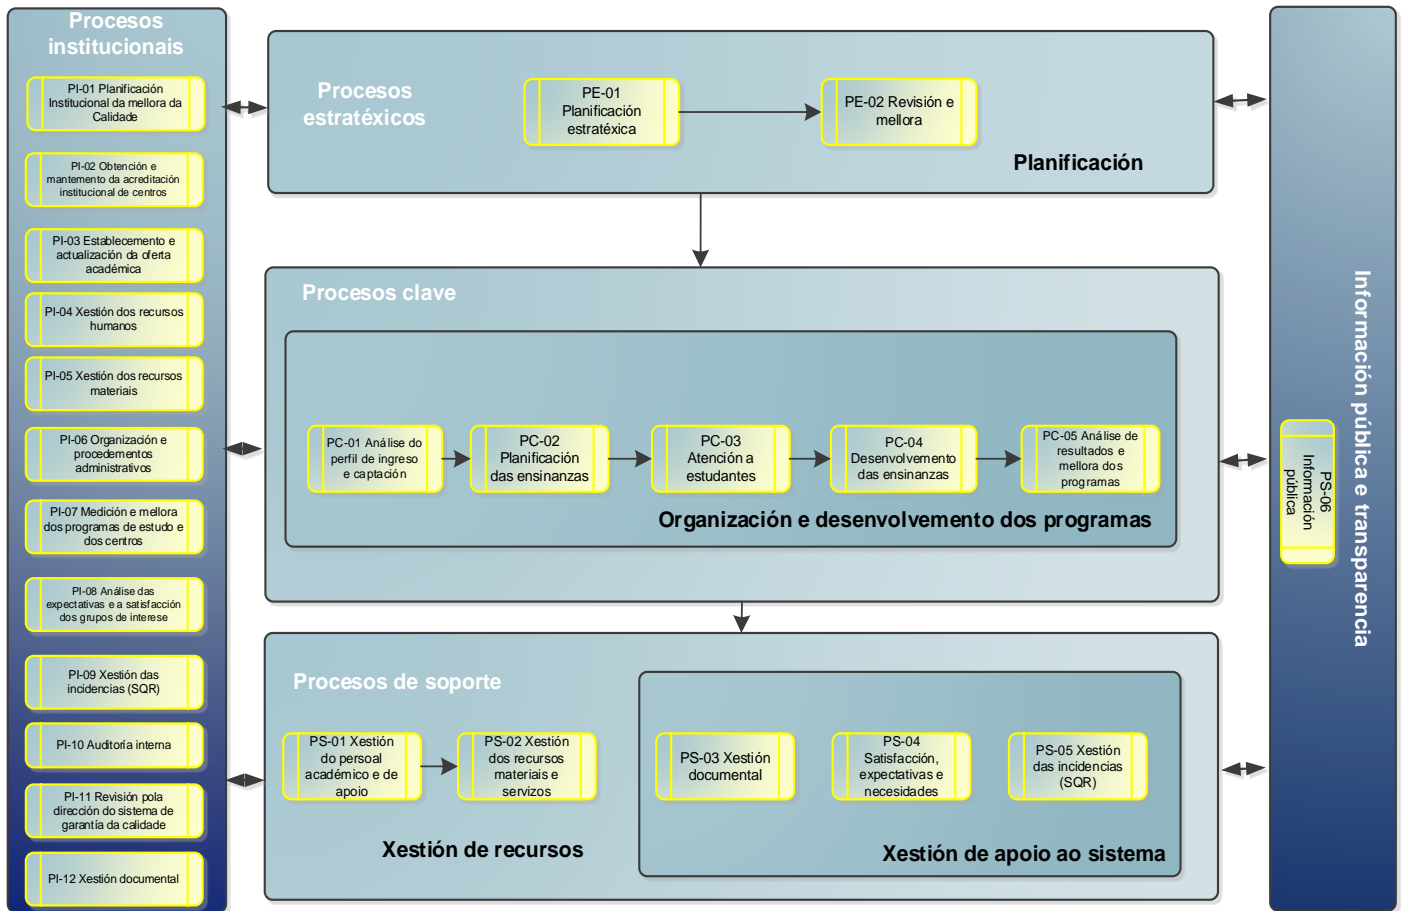 Procesos
institucionais
PI-01 Planificación
Institucional da mellora da
Calidade
PI-02 Obtención e
mantemento da acreditación
institucional de centros
PI-03 Establecemento e
actualización da oferta
académica
PI-04 Xestión dos recursos
humanos
PI-05 Xestión dos recursos
materiais
PI-06 Organización e
procedementos
administrativos
PI-07 Medición e mellora
dos programas de estudo e
dos centros
PI-08 Análise das
expectativas e a satisfacción
dos grupos de interese
PI-09 Xestión das
incidencias (SQR)
PI-10 Auditoría interna
PI-11 Revisión pola
dirección do sistema de
garantía da calidade
PI-12 Xestión documental
Procesos
estratéxicos
PE-01
Planificación
estratéxica
PE-02 Revisión e
mellora
Planificación
Procesos clave
PC-01 Análise do
perfil de ingreso
e captación
PC-02
Planificación
das ensinanzas
PC-03
Atención a
estudantes
PC-04
Desenvolvemento
das ensinanzas
PC-05 Análise de
resultados e
mellora dos
programas
Organización e desenvolvemento dos programas
Procesos de soporte
PS-01 Xestión
do persoal
académico e de
apoio
PS-02 Xestión
dos recursos
materiais e
servizos
Xestión de recursos
PS-03 Xestión
documental
PS-04
Satisfacción,
expectativas e
necesidades
PS-05 Xestión
das incidencias
(SQR)
Xestión de apoio ao sistema
PS-06
Información
pública
Información pública e transparencia